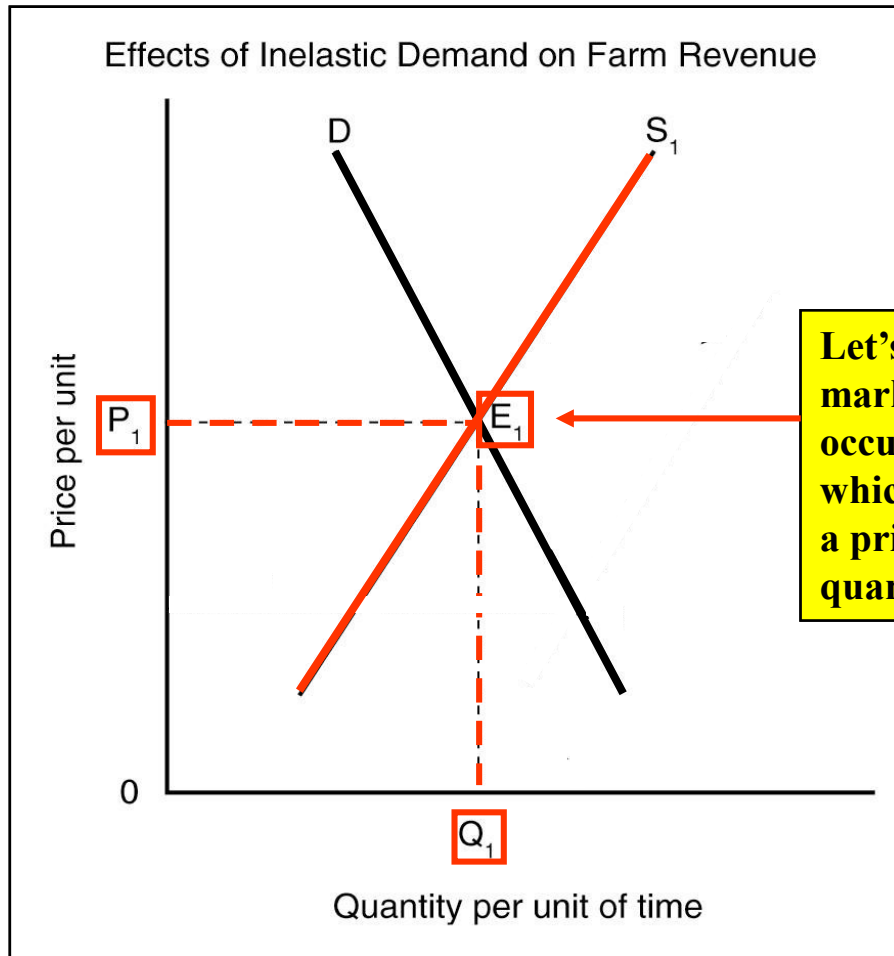 Effects of Inelastic Demand on Farm Revenue
D
S₁
Let's
P₁
E₁
Price per unit
0
Q₁
Quantity per unit of time